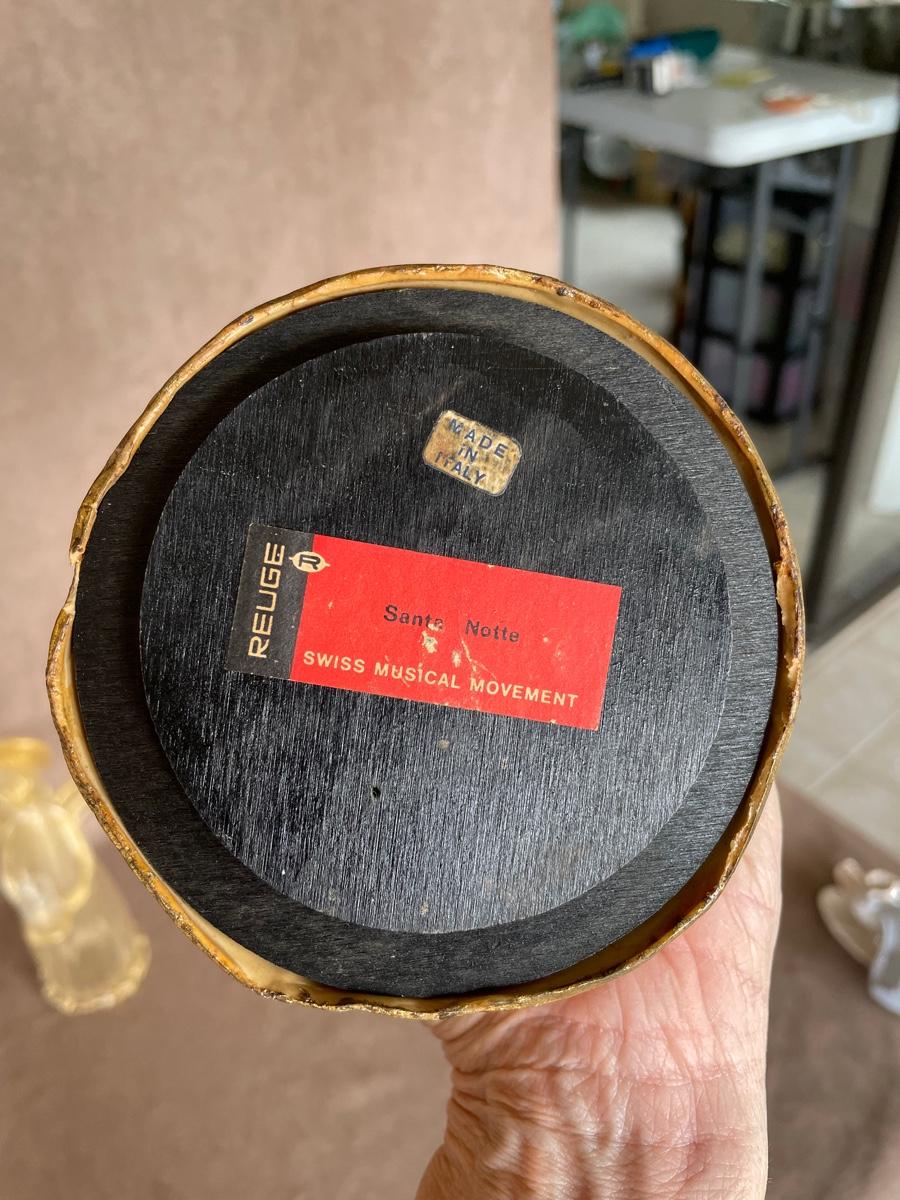 MADE
IN
ITALY
REUGE
R
Santa Notte
SWISS MUSICAL MOVEMENT